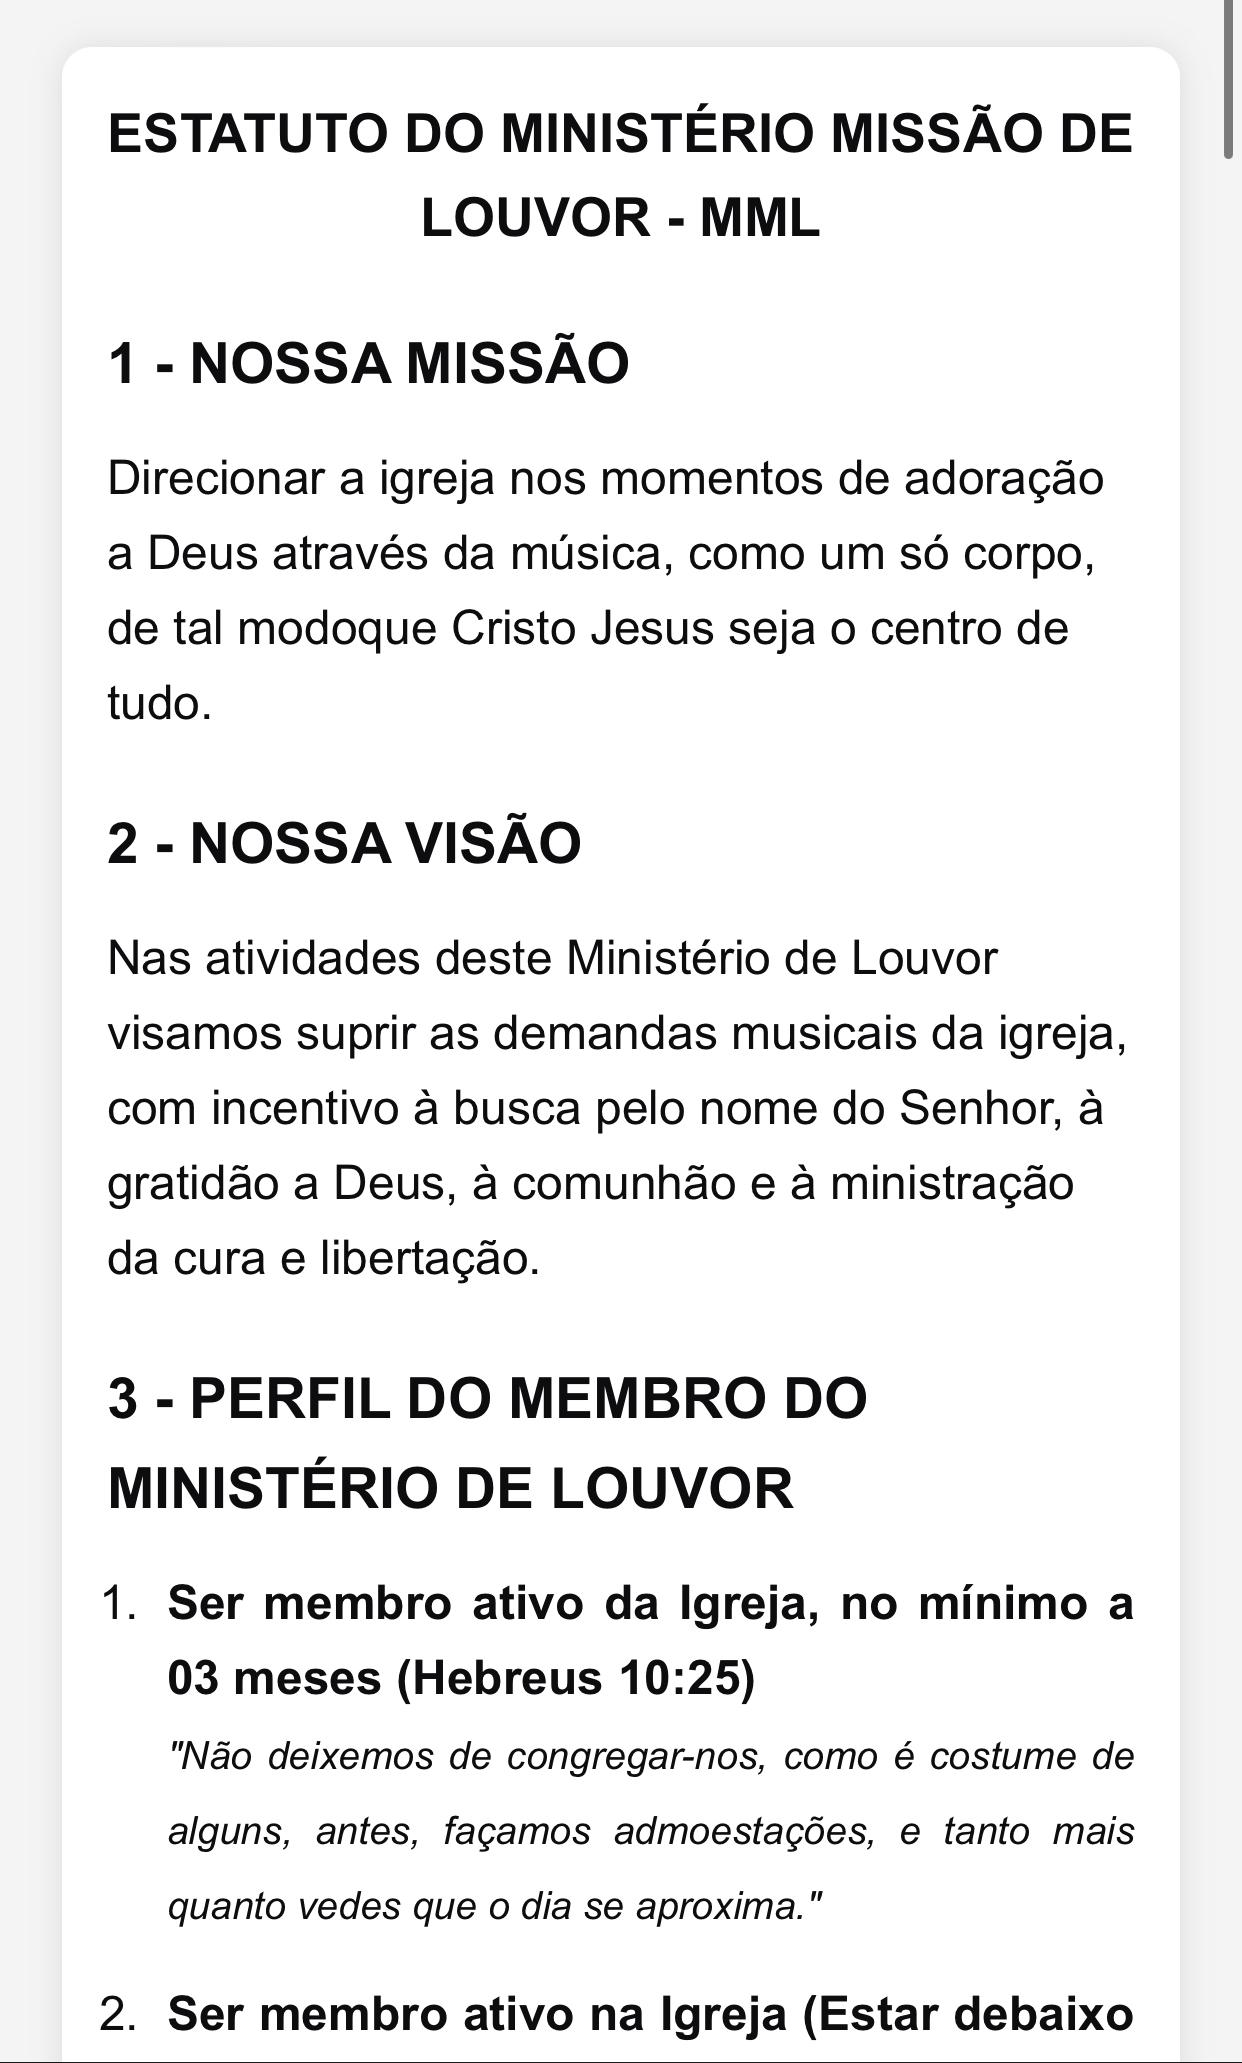 ESTATUTO DO MINISTÉRIO MISSÃO DE
LOUVOR - MML
1 - NOSSA MISSÃO
Direcionar a igreja nos momentos de adoração
a Deus através da música, como um só corpo,
de tal modoque Cristo Jesus seja o centro de
tudo.
2 - NOSSA VISÃO
Nas atividades deste Ministério de Louvor
visamos suprir as demandas musicais da igreja,
com incentivo à busca pelo nome do Senhor, à
gratidão a Deus, à comunhão e à ministração
da cura e libertação.
3 - PERFIL DO MEMBRO DO
MINISTÉRIO DE LOUVOR
1. Ser membro ativo da Igreja, no mínimo a
03 meses (Hebreus 10:25)
"Não deixemos de congregar-nos, como é costume de
alguns, antes, façamos admoestações, e tanto mais
quanto vedes que o dia se aproxima."
2. Ser membro ativo na Igreja (Estar debaixo